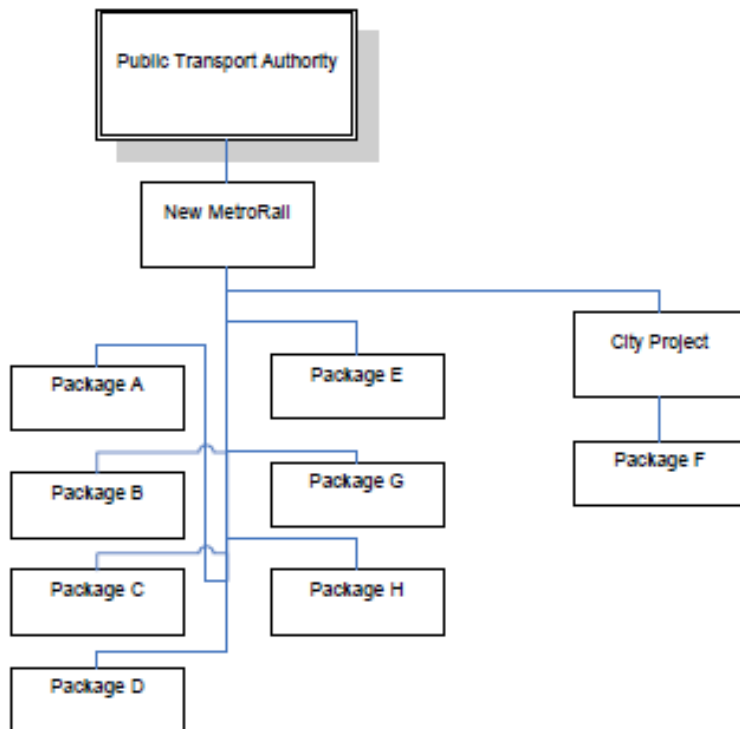 Public Transport Authority
New MetroRail
City Project
Package A
Package E
Package F
Package B
Package G
Package C
Package H
Package D